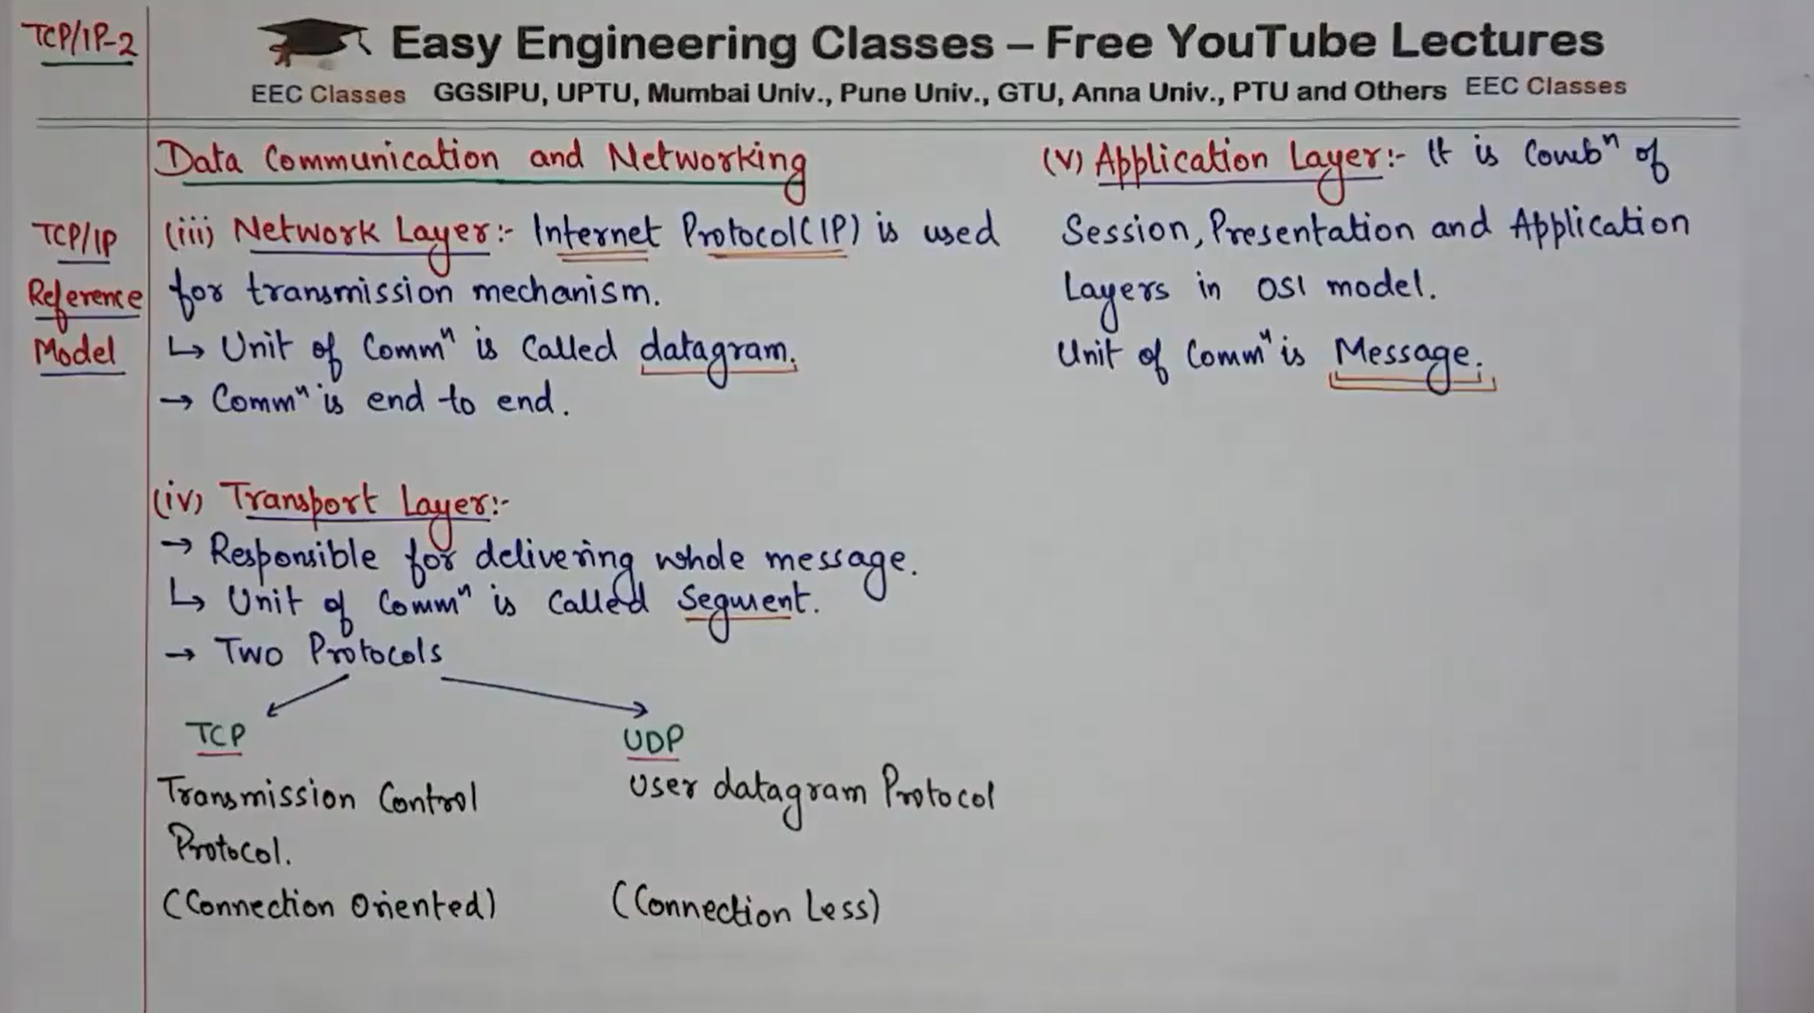 TCP/IP-2
Easy Engineering Classes – Free YouTube Lectures
EEC Classes GGSIPU, UPTU, Mumbai Univ., Pune Univ., GTU, Anna Univ., PTU and Others EEC Classes
TCP/IP
Reference
Model
Data Communication and Networking
(iii) Network Layer:- Internet Protocol(IP) is used
for transmission mechanism.
↳ Unit of Commⁿ is called datagram.
→ Commⁿ is end to end.
(iv) Transport Layer:-
→ Responsible for delivering whole message.
↳ Unit of Commⁿ is called Segment.
→ Two Protocols
TCP
Transmission Control
Protocol.
(Connection Oriented)
UDP
User datagram Protocol
(Connection Less)
(v) Application Layer:- It is Combⁿ of
Session, Presentation and Application
Layers in OSI model.
Unit of Commⁿ is Message.